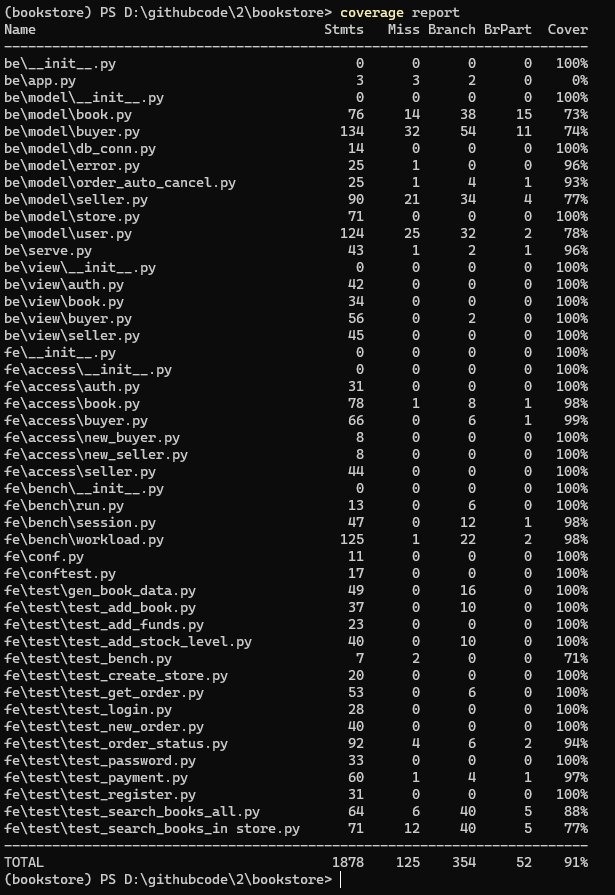 (bookstore) PS D:\githubcode\2\bookstore> coverage report
Name                                    Stmts   Miss Branch BrPart  Cover
-------------------------------------------------------------------------
be\__init__.py                              0      0      0      0   100%
be\app.py                                   3      3      2      0     0%
be\model\__init__.py                        0      0      0      0   100%
be\model\book.py                           76     14     38     15    73%
be\model\buyer.py                         134     32     54     11    74%
be\model\db_conn.py                        14      0      0      0   100%
be\model\error.py                          25      1      0      0    96%
be\model\order_auto_cancel.py              25      1      4      1    93%
be\model\seller.py                         90     21     34      4    77%
be\model\store.py                          71      0      0      0   100%
be\model\user.py                          124     25     32      2    78%
be\serve.py                                43      1      2      1    96%
be\view\__init__.py                         0      0      0      0   100%
be\view\auth.py                            42      0      0      0   100%
be\view\book.py                            34      0      0      0   100%
be\view\buyer.py                           56      0      2      0   100%
be\view\seller.py                          45      0      0      0   100%
fe\__init__.py                              0      0      0      0   100%
fe\access\__init__.py                       0      0      0      0   100%
fe\access\auth.py                          31      0      0      0   100%
fe\access\book.py                          78      1      8      1    98%
fe\access\buyer.py                         66      0      6      1    99%
fe\access\new_buyer.py                      8      0      0      0   100%
fe\access\new_seller.py                     8      0      0      0   100%
fe\access\seller.py                        44      0      0      0   100%
fe\bench\__init__.py                        0      0      0      0   100%
fe\bench\run.py                            13      0      6      0   100%
fe\bench\session.py                        47      0     12      1    98%
fe\bench\workload.py                      125      1     22      2    98%
fe\conf.py                                 11      0      0      0   100%
fe\conftest.py                             17      0      0      0   100%
fe\test\gen_book_data.py                   49      0     16      0   100%
fe\test\test_add_book.py                   37      0     10      0   100%
fe\test\test_add_funds.py                  23      0      0      0   100%
fe\test\test_add_stock_level.py            40      0     10      0   100%
fe\test\test_bench.py                       7      2      0      0    71%
fe\test\test_create_store.py               20      0      0      0   100%
fe\test\test_get_order.py                  53      0      6      0   100%
fe\test\test_login.py                      28      0      0      0   100%
fe\test\test_new_order.py                  40      0      0      0   100%
fe\test\test_order_status.py               92      4      6      2    94%
fe\test\test_password.py                   33      0      0      0   100%
fe\test\test_payment.py                    60      1      4      1    97%
fe\test\test_register.py                   31      0      0      0   100%
fe\test\test_search_books_all.py           64      6     40      5    88%
fe\test\test_search_books_in store.py      71     12     40      5    77%
-------------------------------------------------------------------------
TOTAL                                    1878    125    354     52    91%
(bookstore) PS D:\githubcode\2\bookstore>